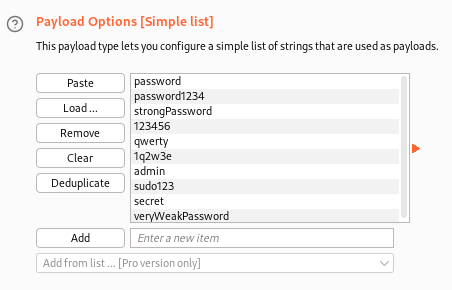 Payload Options [Simple list]
This payload type lets you configure a simple list of strings that are used as payloads.
Paste
Load ...
Remove
Clear
Deduplicate
password
password1234
strongPassword
123456
qwerty
1q2w3e
admin
sudo123
secret
veryWeakPassword
Add
Enter a new item
Add from list ... [Pro version only]